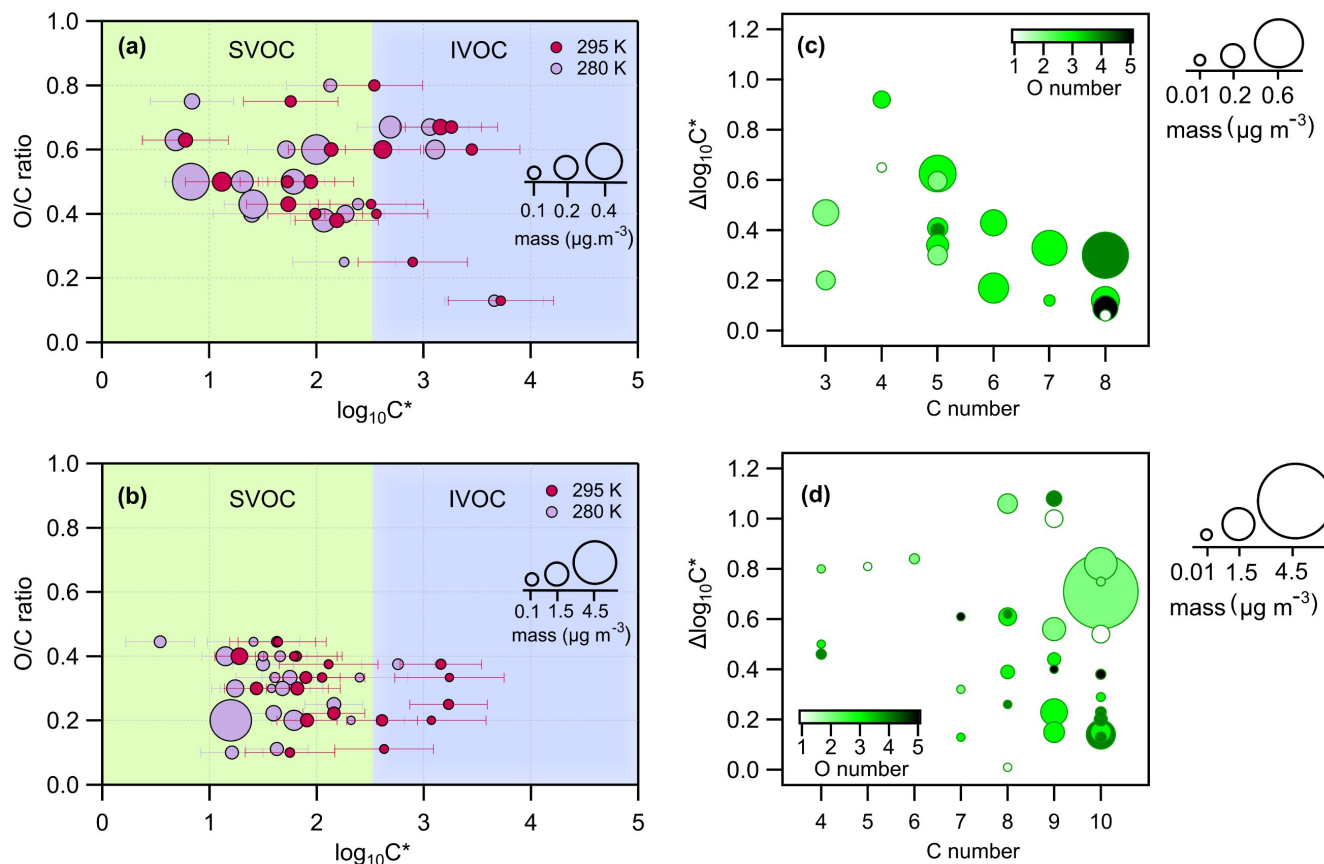 (a)
SVOC
IVOC
295 K
280 K
O/C ratio
1.0
0.8
0.6
0.4
0.2
0.0
0.1 0.2 0.4
mass (µg.m⁻³)
0 1 2 3 4 5
log₁₀C*
(c)
1 2 3 4 5
O number
Δlog₁₀C*
1.2
1.0
0.8
0.6
0.4
0.2
0.0
3 4 5 6 7 8
C number
0.01 0.2 0.6
mass (µg m⁻³)
(b)
SVOC
IVOC
295 K
280 K
O/C ratio
1.0
0.8
0.6
0.4
0.2
0.0
0.1 1.5 4.5
mass (µg m⁻³)
0 1 2 3 4 5
log₁₀C*
(d)
Δlog₁₀C*
1.2
1.0
0.8
0.6
0.4
0.2
0.0
1 2 3 4 5
O number
4 5 6 7 8 9 10
C number
0.01 1.5 4.5
mass (µg m⁻³)